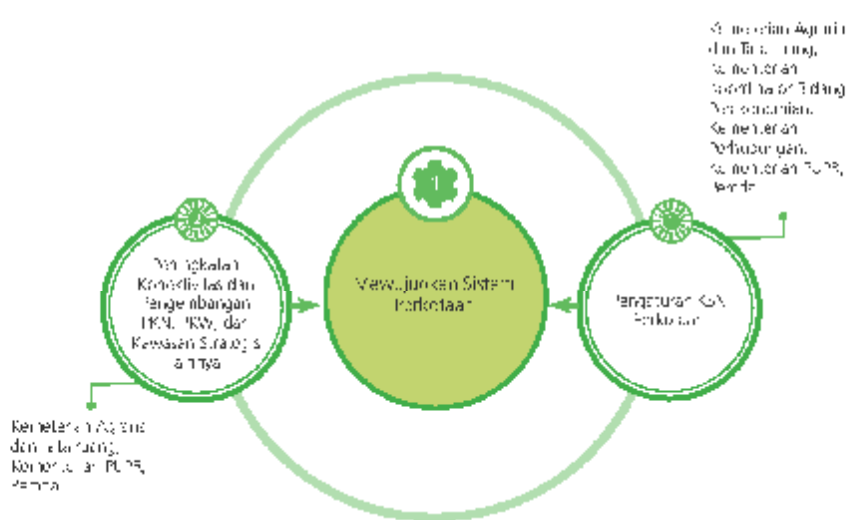 Kementerian Agraria
dan Tata Ruang,
Kementerian
Koordinator Bidang
Perekonomian,
Kementerian
Perhubungan,
Kementerian PUPR,
Pemda
1
Peningkatan
Konektivitas dan
Pengembangan
PKN, PKW, dan
Kawasan Strategis
Lainnya
Mewujudkan Sistem
Perkotaan
Pengaturan KSN
Perkotaan
Kementerian Agraria
dan Tata Ruang,
Kementerian PUPR,
Pemda